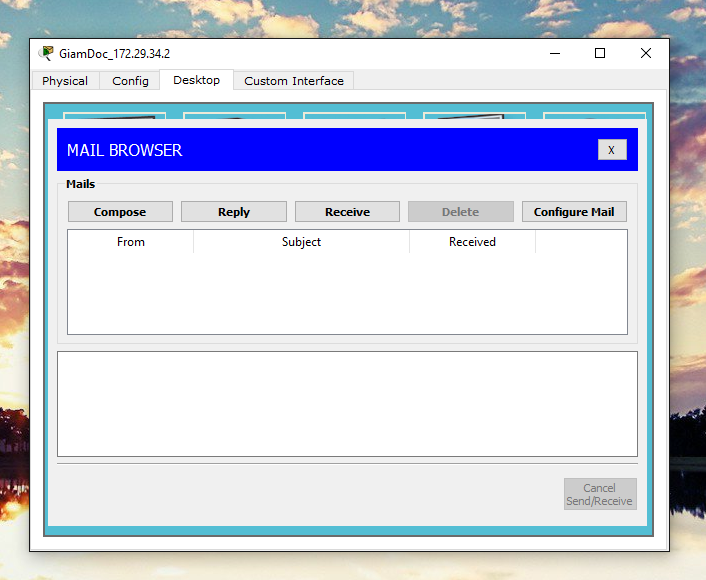 GiamDoc_172.29.34.2
Physical Config Desktop Custom Interface
MAIL BROWSER X
Mails
Compose Reply Receive Delete Configure Mail
From Subject Received
Cancel
Send/Receive